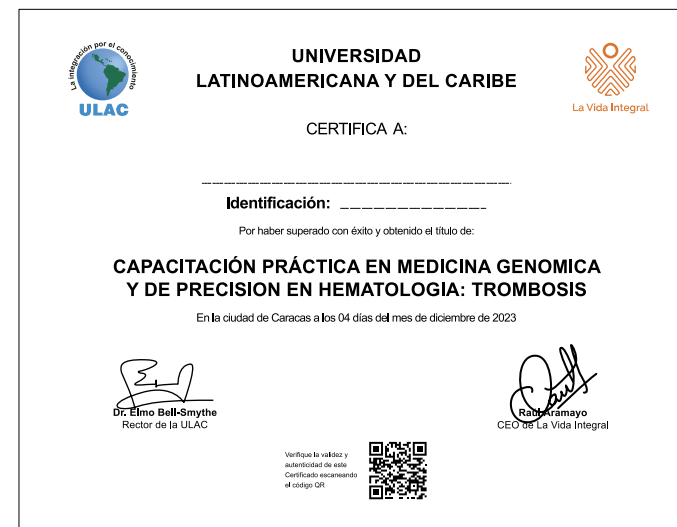 La integración por el conocimiento
ULAC
UNIVERSIDAD
LATINOAMERICANA Y DEL CARIBE
La Vida Integral
CERTIFICA A:
Identificación:
Por haber superado con éxito y obtenido el título de:
CAPACITACIÓN PRÁCTICA EN MEDICINA GENOMICA
Y DE PRECISION EN HEMATOLOGIA: TROMBOSIS
En la ciudad de Caracas a los 04 días del mes de diciembre de 2023
Dr. Elmo Bell-Smythe
Rector de la ULAC
Raúl Aramayo
CEO de La Vida Integral
Verifique la validez y
autenticidad de este
Certificado escaneando
el código QR